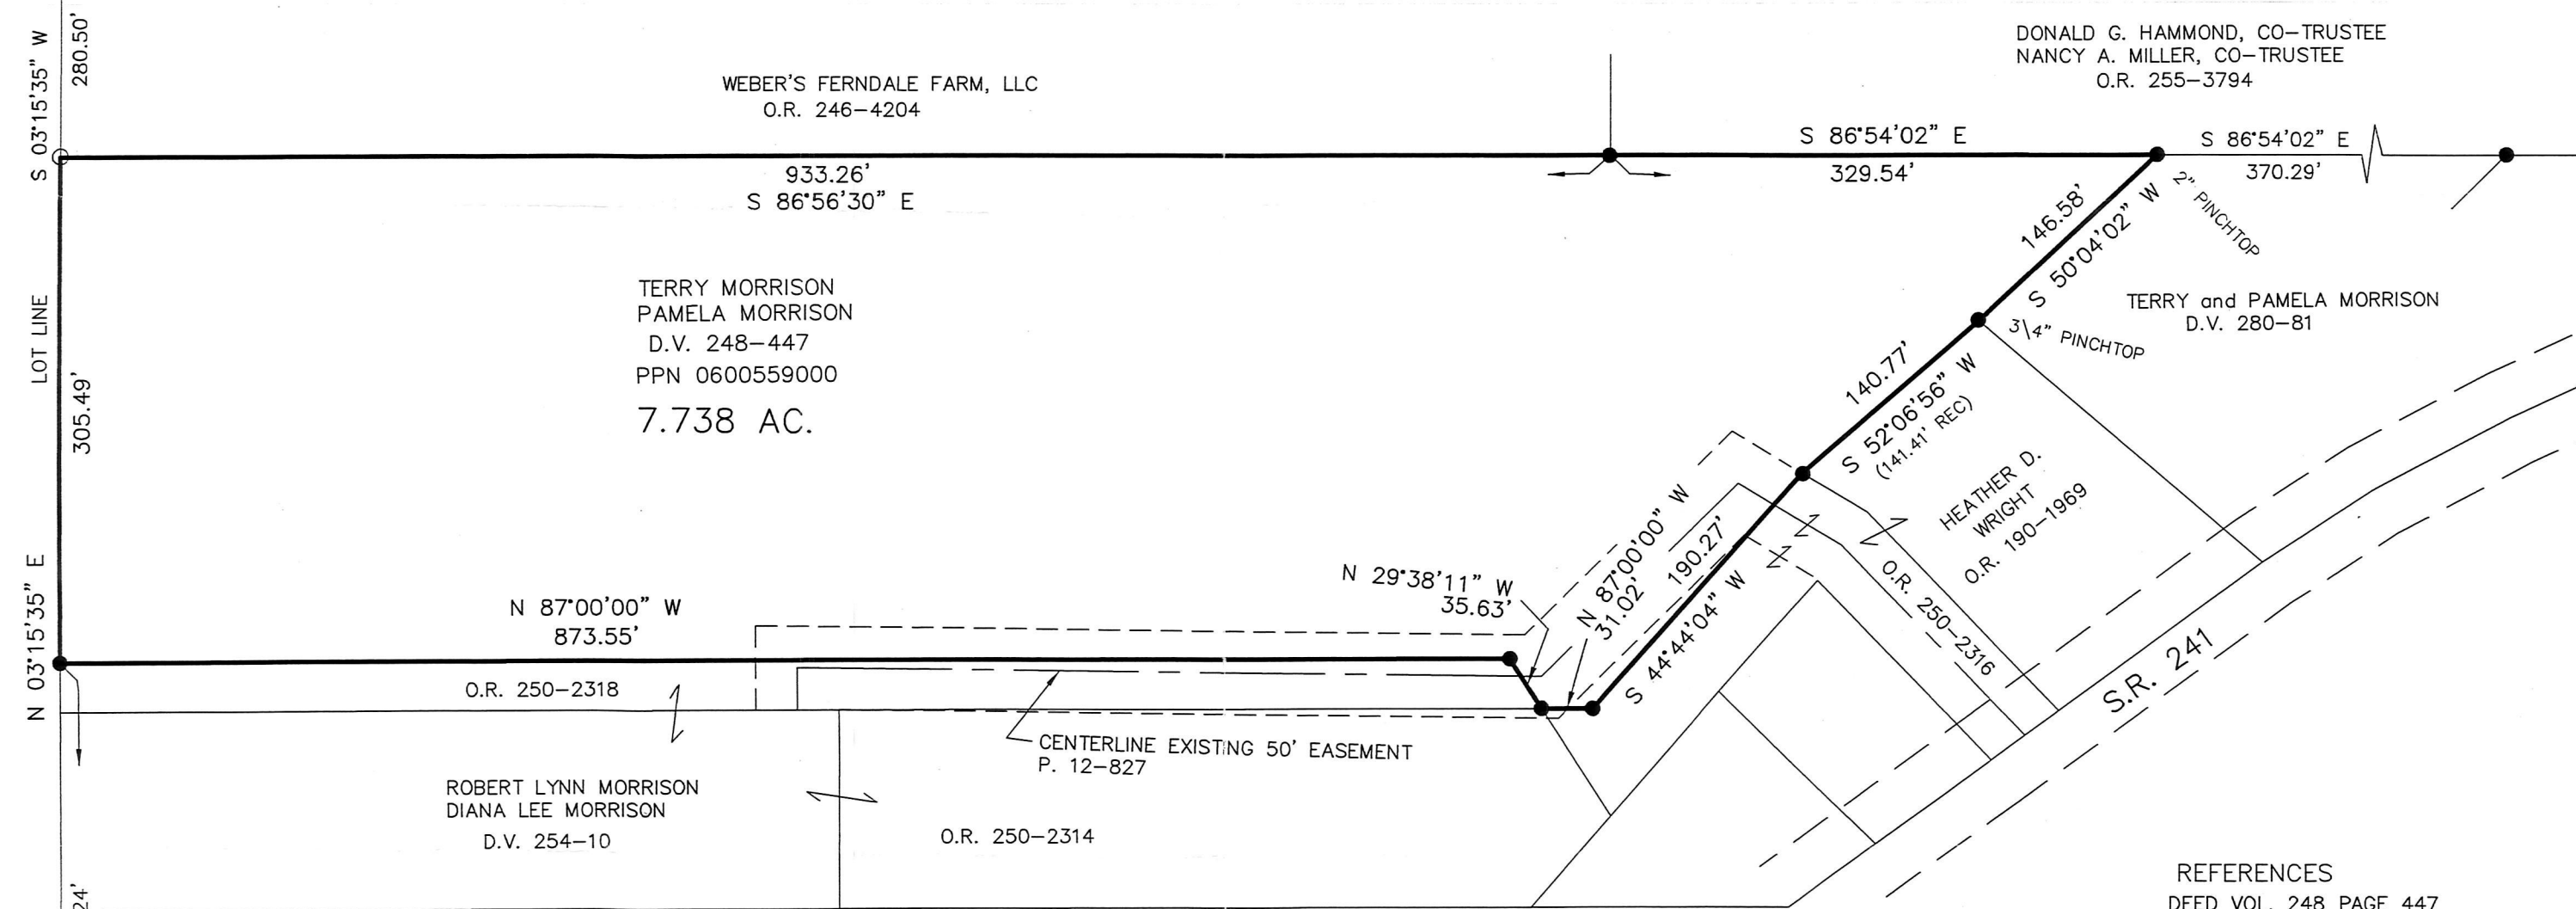 S 03°15'35" W
280.50'
WEBER'S FERNDALE FARM, LLC
O.R. 246-4204
DONALD G. HAMMOND, CO-TRUSTEE
NANCY A. MILLER, CO-TRUSTEE
O.R. 255-3794
933.26'
S 86°56'30" E
S 86°54'02" E
329.54'
S 86°54'02" E
370.29'
146.58'
S 50°04'02" W
2" PINCHTOP
TERRY MORRISON
PAMELA MORRISON
D.V. 248-447
PPN 0600559000
7.738 AC.
TERRY and PAMELA MORRISON
D.V. 280-81
3\4" PINCHTOP
LOT LINE
305.49'
140.77'
S 52°06'56" W
(141.41' REC)
HEATHER D.
WRIGHT
O.R. 190-1969
N 03°15'35" E
N 87°00'00" W
873.55'
N 29°38'11" W
35.63'
N 87°00'00" W
31.02'
190.27'
S 44°44'04" W
O.R. 250-2316
S.R. 241
O.R. 250-2318
CENTERLINE EXISTING 50' EASEMENT
P. 12-827
ROBERT LYNN MORRISON
DIANA LEE MORRISON
D.V. 254-10
O.R. 250-2314
24'
REFERENCES
DEED VOL. 248 PAGE 447